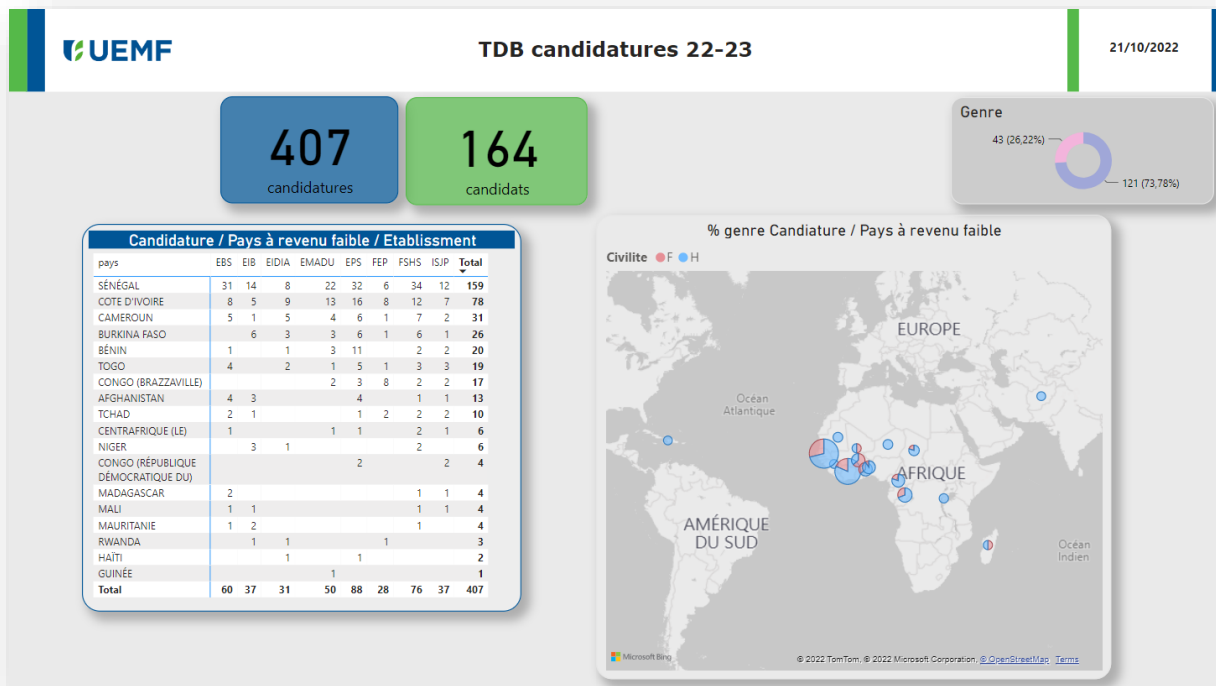 UEMF
TDB candidatures 22-23
21/10/2022
407
candidatures
164
candidats
Genre
43 (26,22%)
121 (73,78%)
Candidature / Pays à revenu faible / Etablissment
pays EBS EIB EIDIA EMADU EPS FEP FSHS ISJP Total
SÉNÉGAL 31 14 8 22 32 6 34 12 159
COTE D'IVOIRE 8 5 9 13 16 8 12 7 78
CAMEROUN 5 1 5 4 6 1 7 2 31
BURKINA FASO 6 3 3 6 1 6 1 26
BÉNIN 1 1 3 11 2 2 20
TOGO 4 2 1 5 1 3 3 19
CONGO (BRAZZAVILLE) 2 3 8 2 2 17
AFGHANISTAN 4 3 4 1 1 13
TCHAD 2 1 1 2 2 2 10
CENTRAFRIQUE (LE) 1 1 1 2 1 6
NIGER 3 1 2 6
CONGO (RÉPUBLIQUE
DÉMOCRATIQUE DU) 2 2 4
MADAGASCAR 2 1 1 4
MALI 1 1 1 1 4
MAURITANIE 1 2 1 4
RWANDA 1 1 1 3
HAÏTI 1 1 2
GUINÉE 1 1
Total 60 37 31 50 88 28 76 37 407
% genre Candiature / Pays à revenu faible
Civilite F H
EUROPE
Océan
Atlantique
AFRIQUE
AMÉRIQUE
DU SUD
Océan
Indien
Microsoft Bing
© 2022 TomTom, © 2022 Microsoft Corporation, © OpenStreetMap Terms